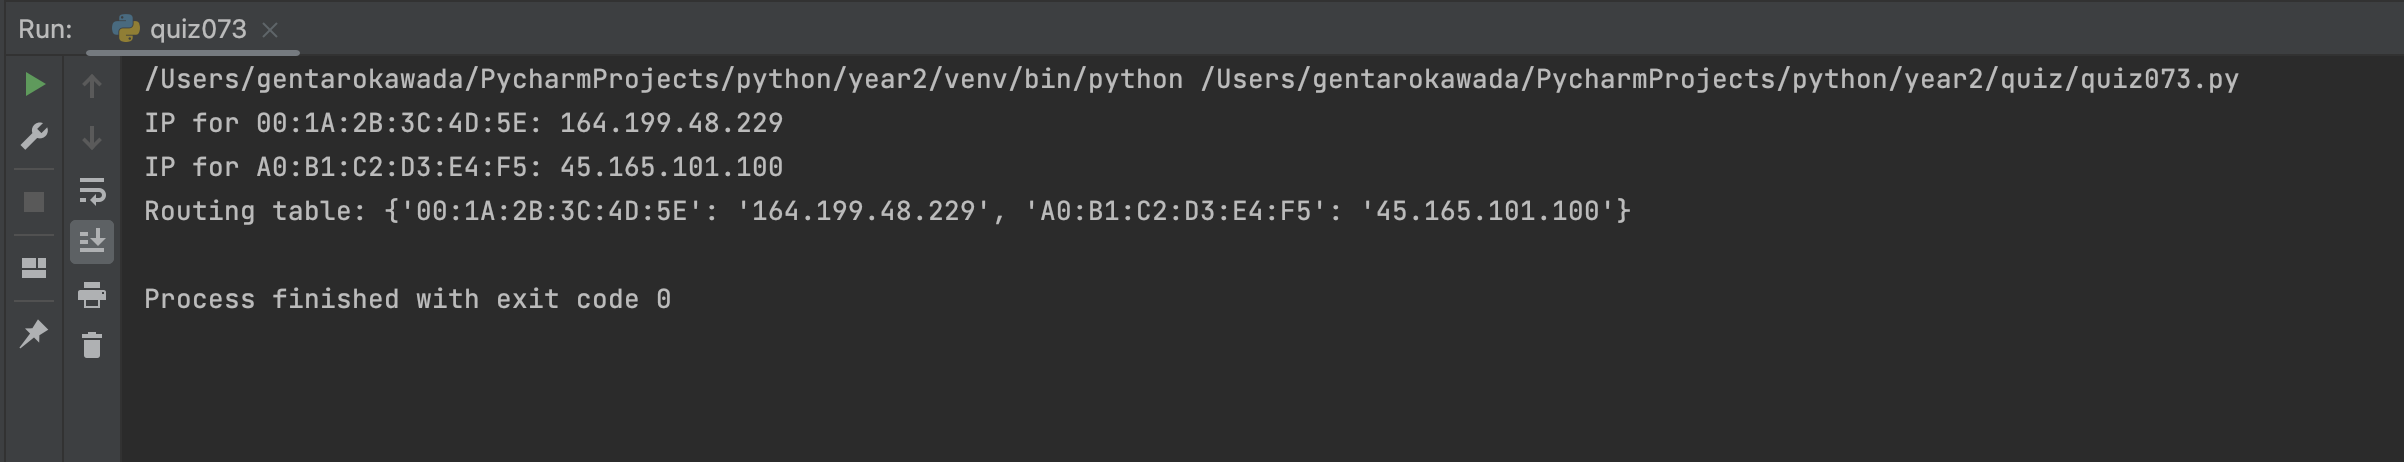 Run: quiz073
/Users/gentarokawada/PycharmProjects/python/year2/venv/bin/python /Users/gentarokawada/PycharmProjects/python/year2/quiz/quiz073.py
IP for 00:1A:2B:3C:4D:5E: 164.199.48.229
IP for A0:B1:C2:D3:E4:F5: 45.165.101.100
Routing table: {'00:1A:2B:3C:4D:5E': '164.199.48.229', 'A0:B1:C2:D3:E4:F5': '45.165.101.100'}
Process finished with exit code 0